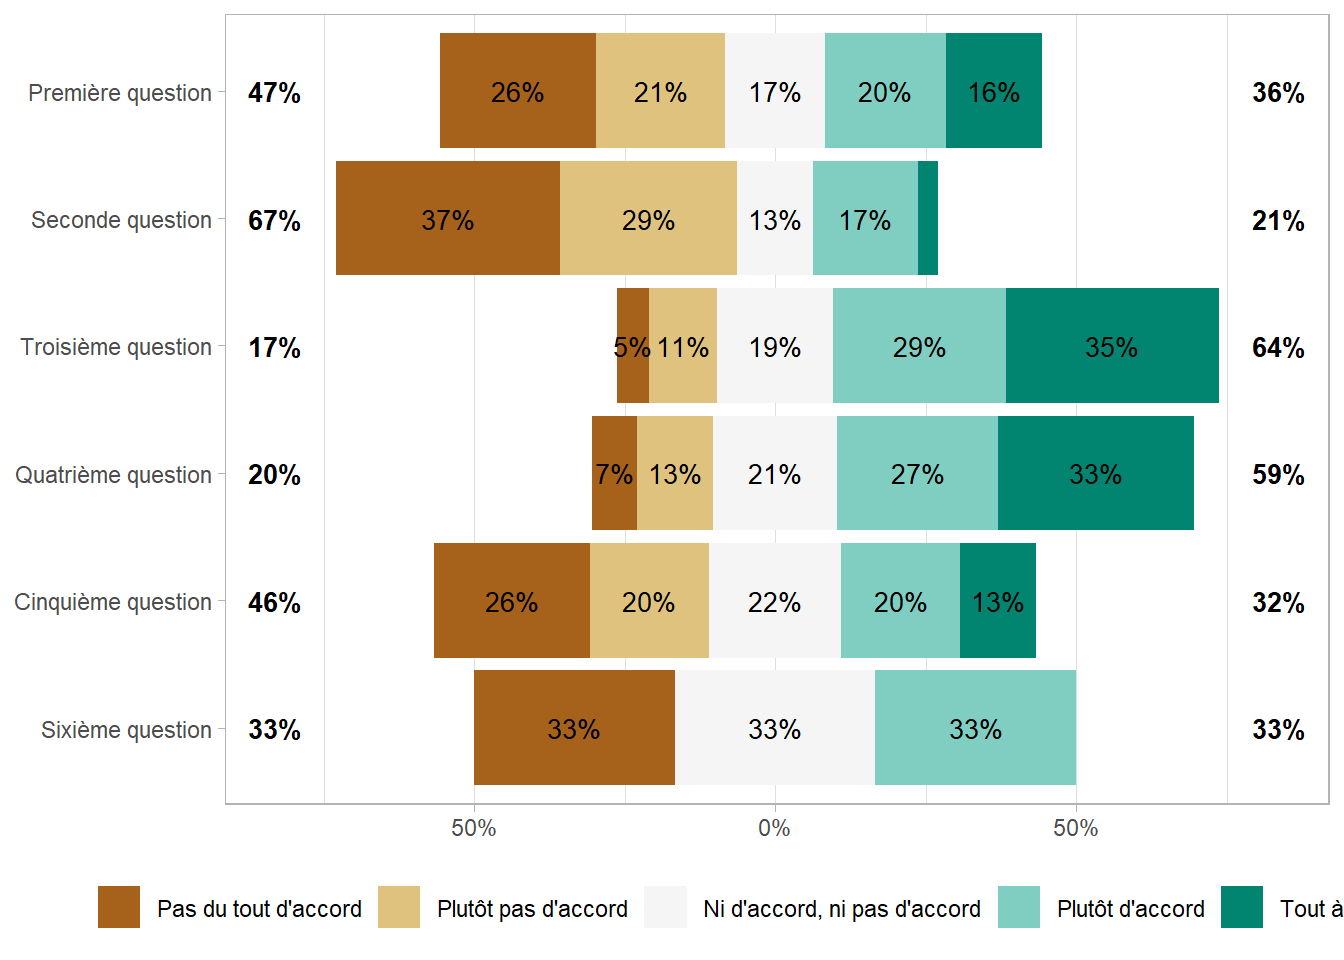 Première question 47% 26% 21% 17% 20% 16% 36%
Seconde question 67% 37% 29% 13% 17% 21%
Troisième question 17% 5% 11% 19% 29% 35% 64%
Quatrième question 20% 7% 13% 21% 27% 33% 59%
Cinquième question 46% 26% 20% 22% 20% 13% 32%
Sixième question 33% 33% 33% 33% 33%
50% 0% 50%
Pas du tout d'accord Plutôt pas d'accord Ni d'accord, ni pas d'accord Plutôt d'accord Tout à